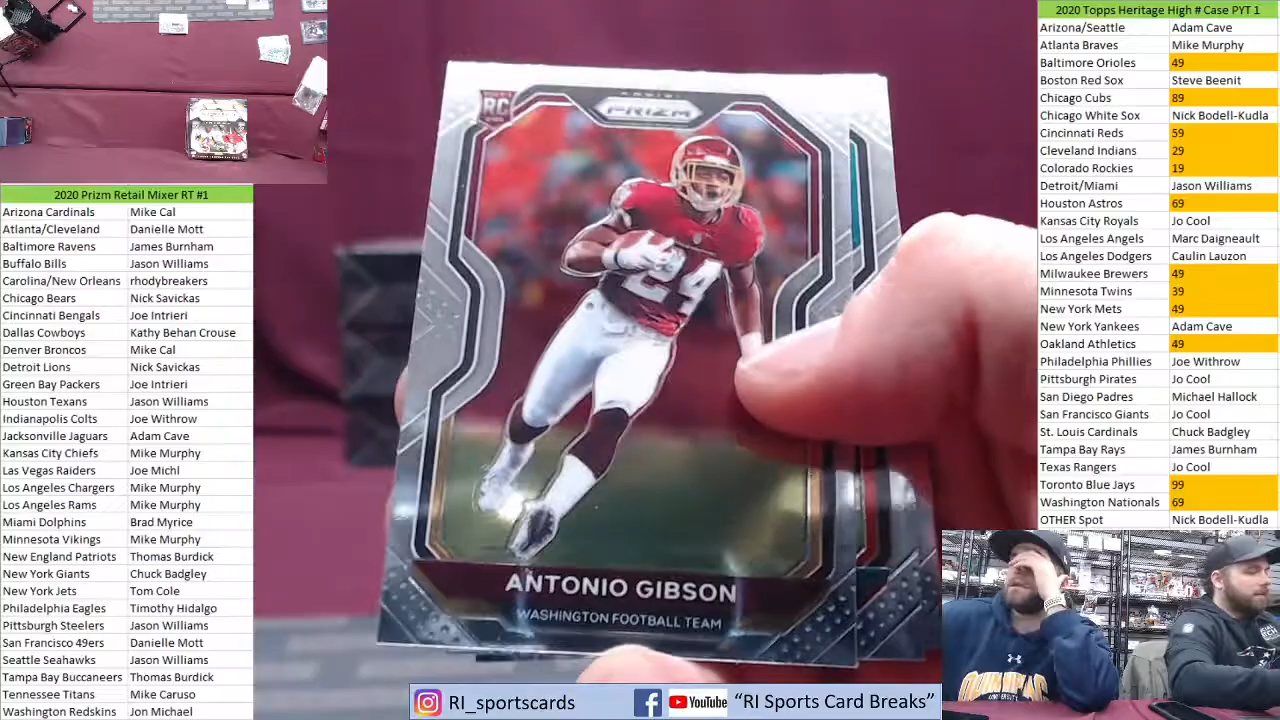 2020 Prizm Retail Mixer RT #1
Arizona Cardinals Mike Cal
Atlanta/Cleveland Danielle Mott
Baltimore Ravens James Burnham
Buffalo Bills Jason Williams
Carolina/New Orleans rhodybreakers
Chicago Bears Nick Savickas
Cincinnati Bengals Joe Intrieri
Dallas Cowboys Kathy Behan Crouse
Denver Broncos Mike Cal
Detroit Lions Nick Savickas
Green Bay Packers Joe Intrieri
Houston Texans Jason Williams
Indianapolis Colts Joe Withrow
Jacksonville Jaguars Adam Cave
Kansas City Chiefs Mike Murphy
Las Vegas Raiders Joe Michl
Los Angeles Chargers Mike Murphy
Los Angeles Rams Mike Murphy
Miami Dolphins Brad Myrice
Minnesota Vikings Mike Murphy
New England Patriots Thomas Burdick
New York Giants Chuck Badgley
New York Jets Tom Cole
Philadelphia Eagles Timothy Hidalgo
Pittsburgh Steelers Jason Williams
San Francisco 49ers Danielle Mott
Seattle Seahawks Jason Williams
Tampa Bay Buccaneers Thomas Burdick
Tennessee Titans Mike Caruso
Washington Redskins Jon Michael
RC
PRIZM
24
ANTONIO GIBSON
WASHINGTON FOOTBALL TEAM
RI_sportscards
YouTube
"RI Sports Card Breaks"
2020 Topps Heritage High # Case PYT 1
Arizona/Seattle Adam Cave
Atlanta Braves Mike Murphy
Baltimore Orioles 49
Boston Red Sox Steve Beenit
Chicago Cubs 89
Chicago White Sox Nick Bodell-Kudla
Cincinnati Reds 59
Cleveland Indians 29
Colorado Rockies 19
Detroit/Miami Jason Williams
Houston Astros 69
Kansas City Royals Jo Cool
Los Angeles Angels Marc Daigneault
Los Angeles Dodgers Caulin Lauzon
Milwaukee Brewers 49
Minnesota Twins 39
New York Mets 49
New York Yankees Adam Cave
Oakland Athletics 49
Philadelphia Phillies Joe Withrow
Pittsburgh Pirates Jo Cool
San Diego Padres Michael Hallock
San Francisco Giants Jo Cool
St. Louis Cardinals Chuck Badgley
Tampa Bay Rays James Burnham
Texas Rangers Jo Cool
Toronto Blue Jays 99
Washington Nationals 69
OTHER Spot Nick Bodell-Kudla